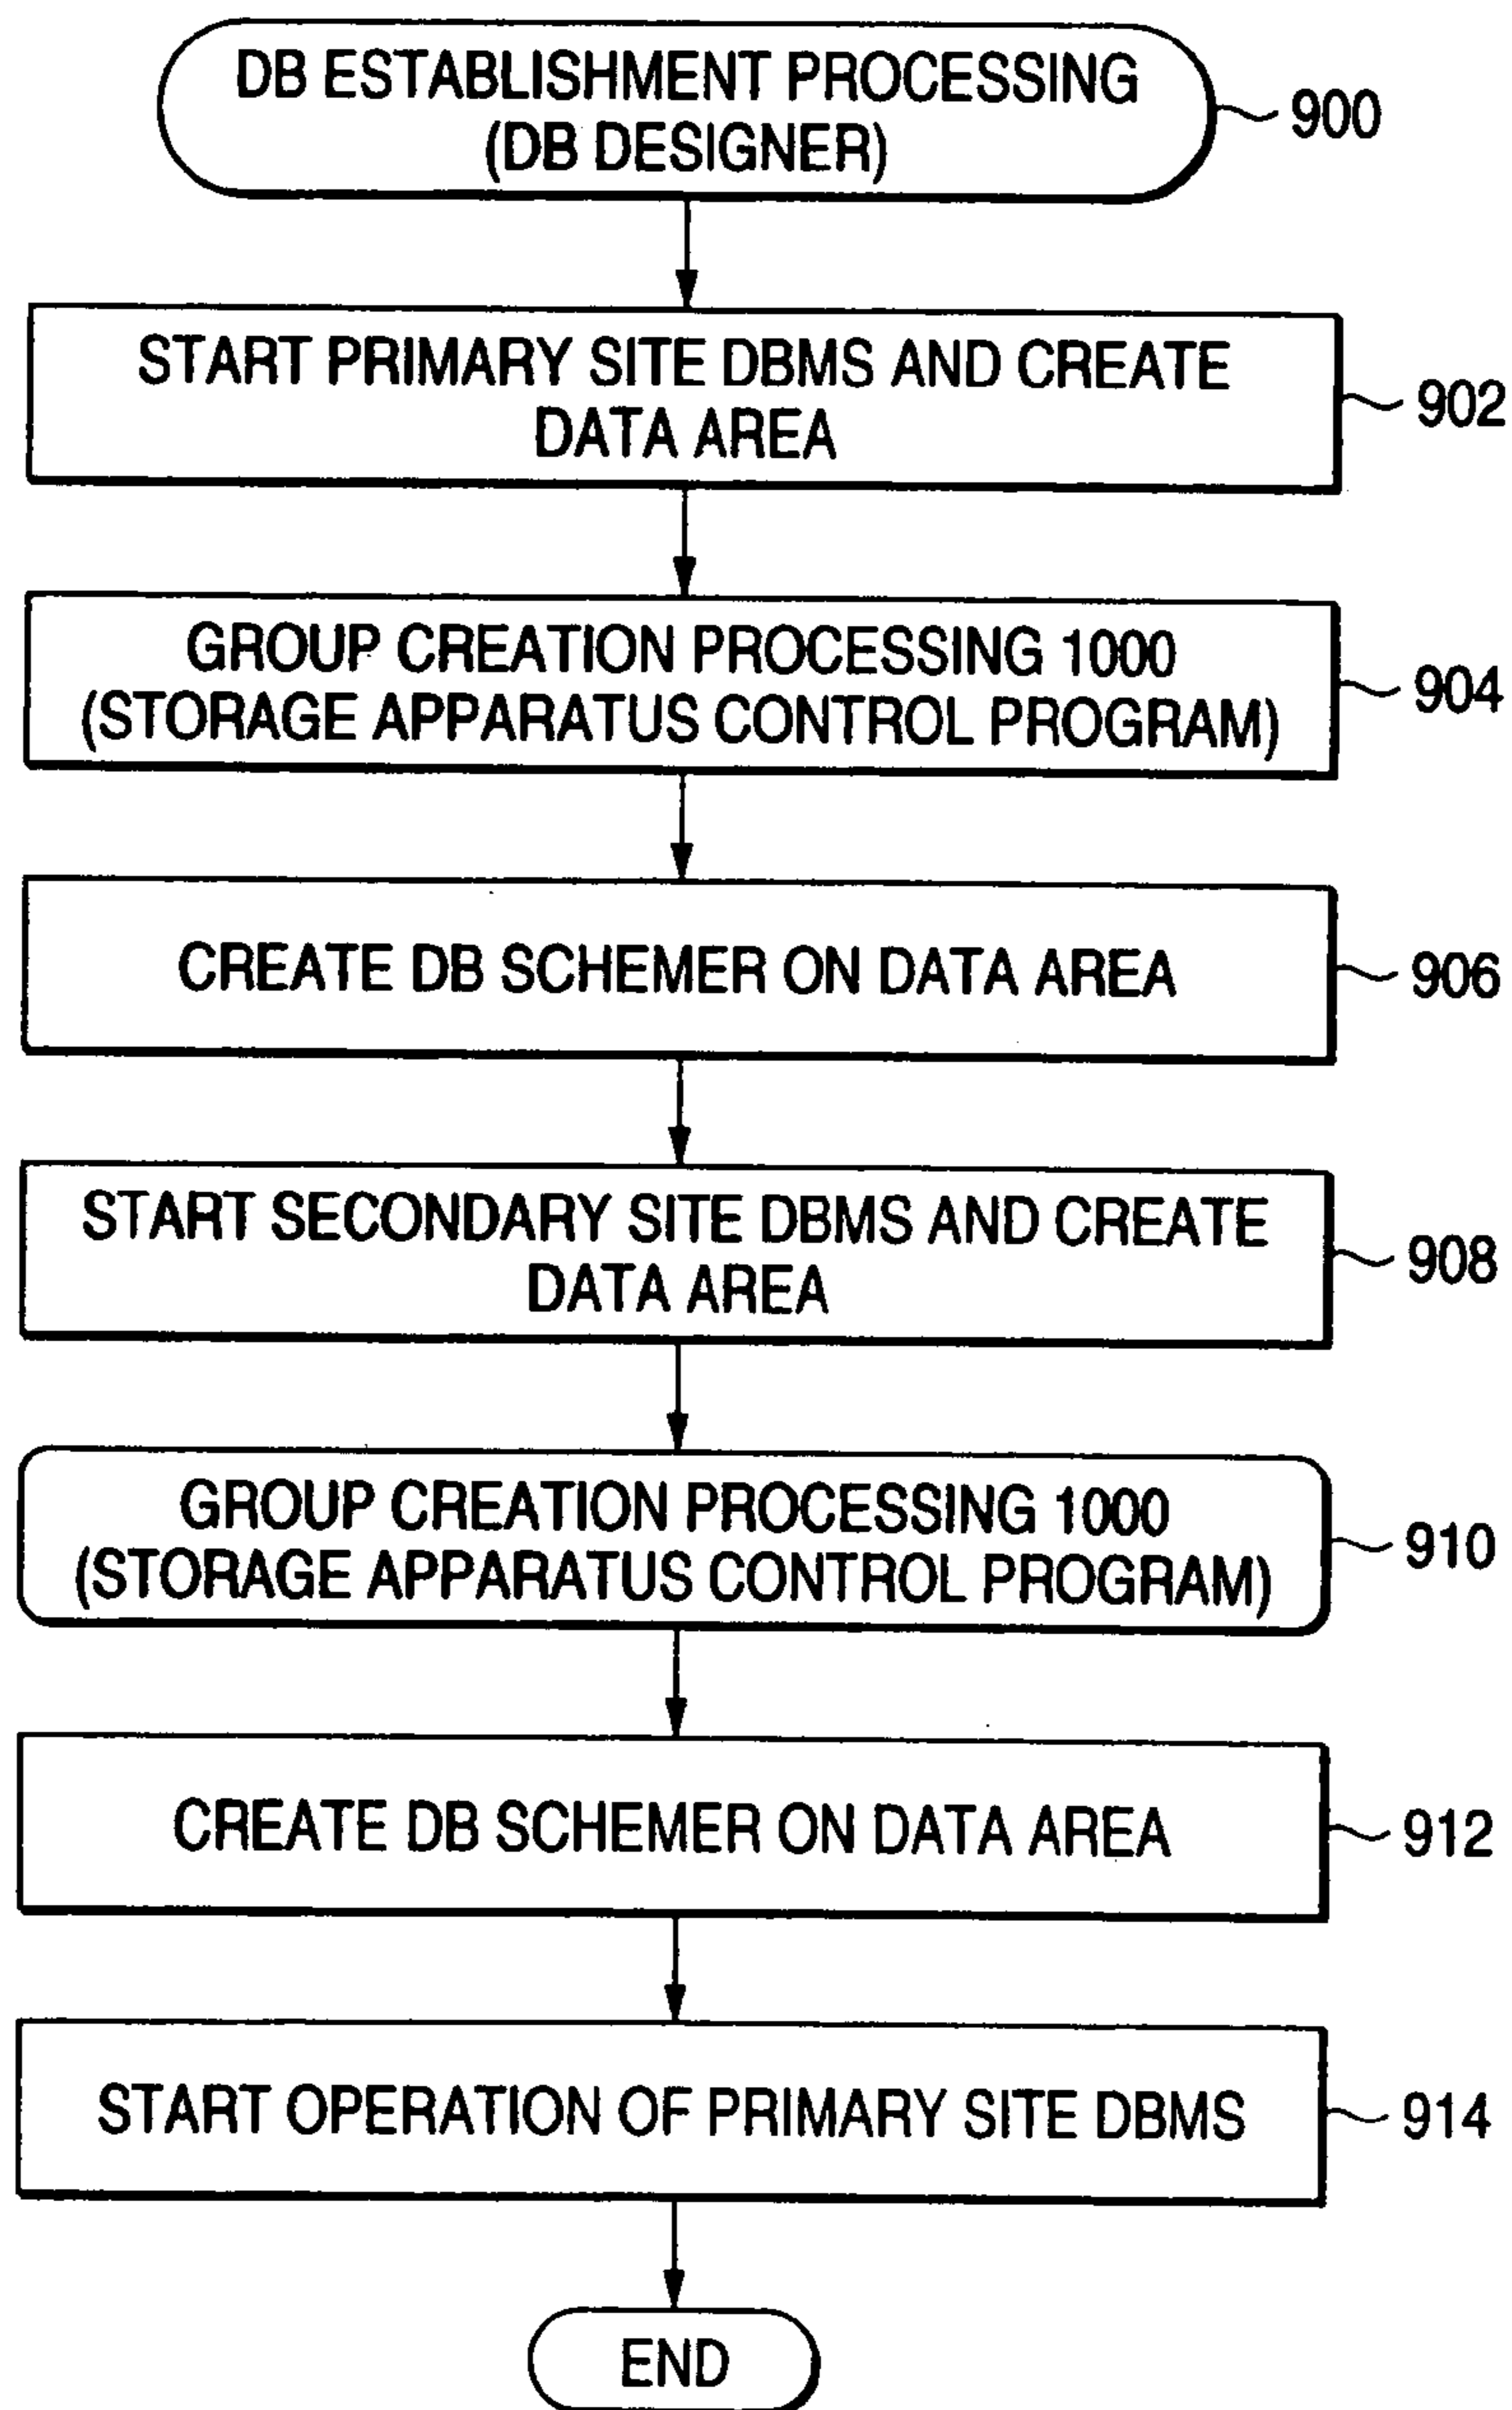 DB ESTABLISHMENT PROCESSING
(DB DESIGNER)
900
START PRIMARY SITE DBMS AND CREATE
DATA AREA
902
GROUP CREATION PROCESSING 1000
(STORAGE APPARATUS CONTROL PROGRAM)
904
CREATE DB SCHEMER ON DATA AREA
906
START SECONDARY SITE DBMS AND CREATE
DATA AREA
908
GROUP CREATION PROCESSING 1000
(STORAGE APPARATUS CONTROL PROGRAM)
910
CREATE DB SCHEMER ON DATA AREA
912
START OPERATION OF PRIMARY SITE DBMS
914
END